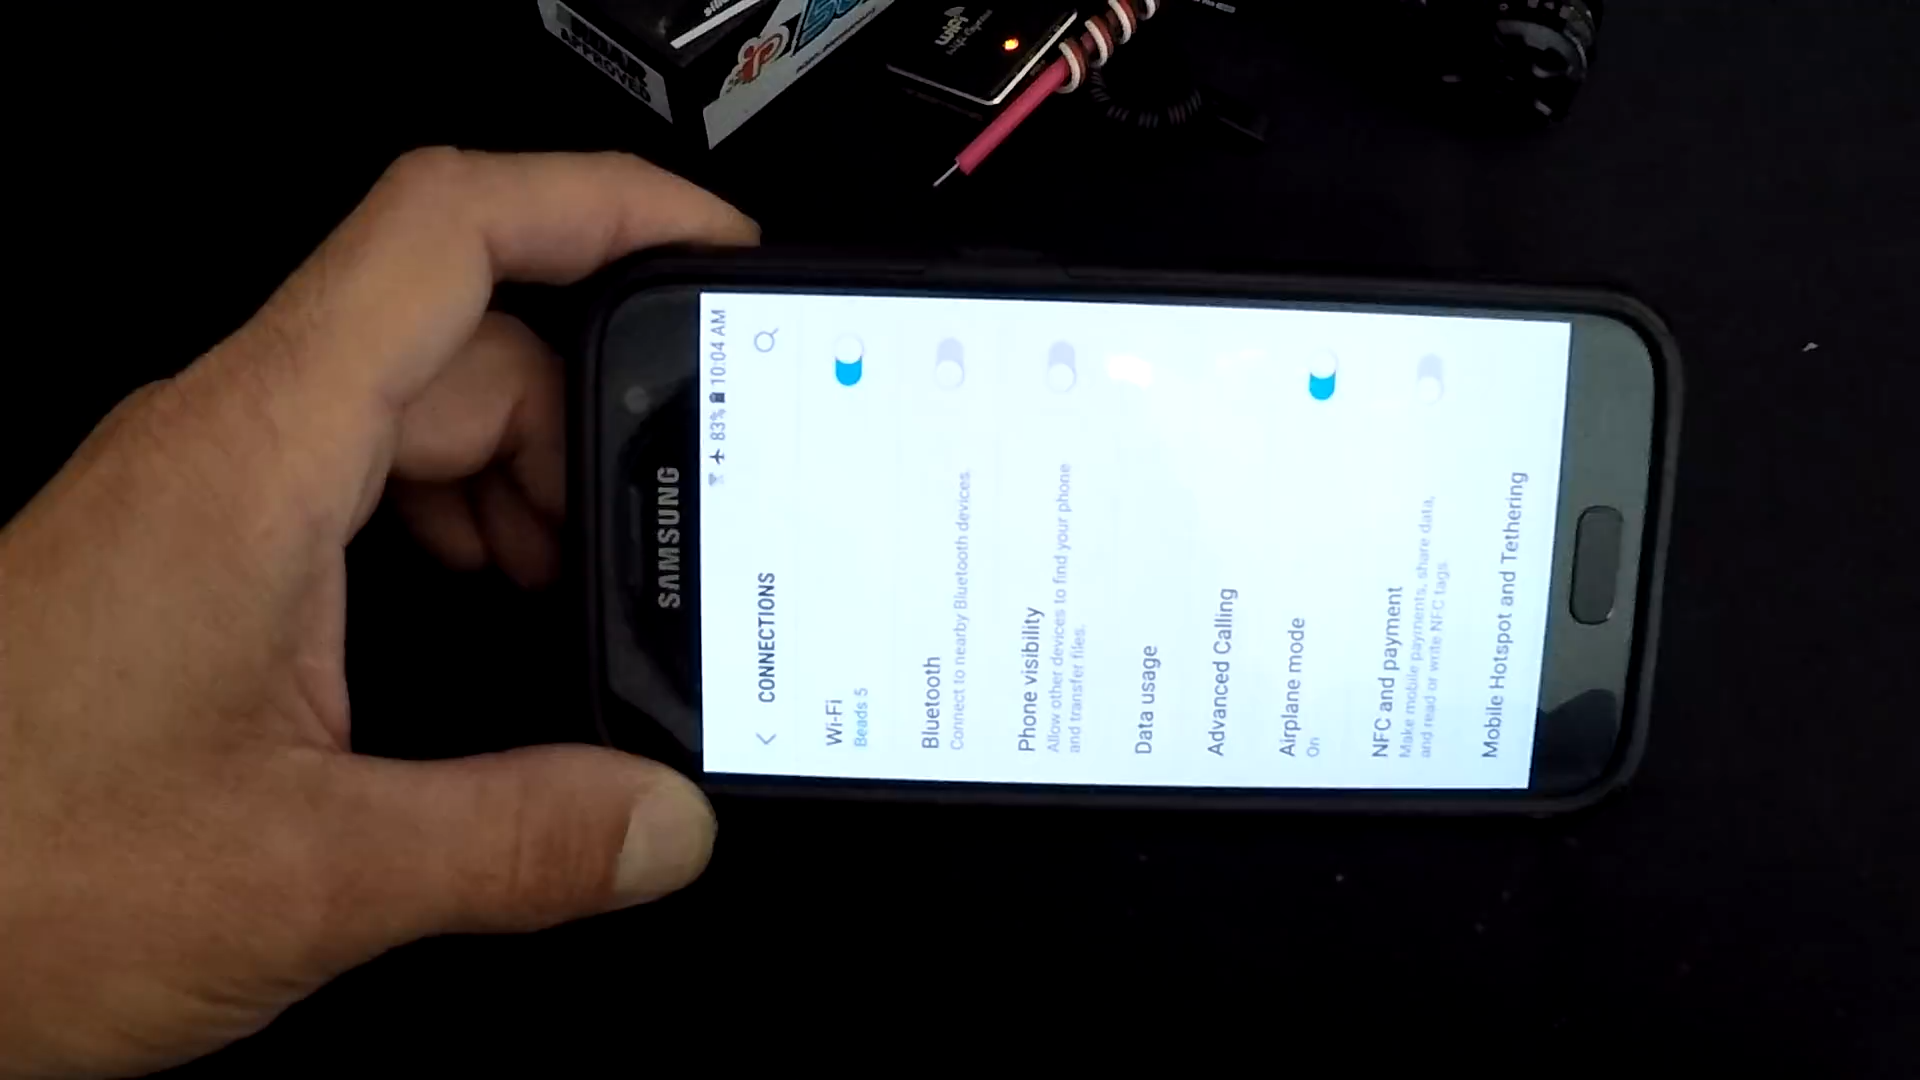 SAMSUNG
83% 10:04 AM
CONNECTIONS
Wi-Fi
Beads 5
Bluetooth
Connect to nearby Bluetooth devices.
Phone visibility
Allow other devices to find your phone
and transfer files.
Data usage
Advanced Calling
Airplane mode
On
NFC and payment
Make mobile payments, share data,
and read or write NFC tags.
Mobile Hotspot and Tethering
APPROVED